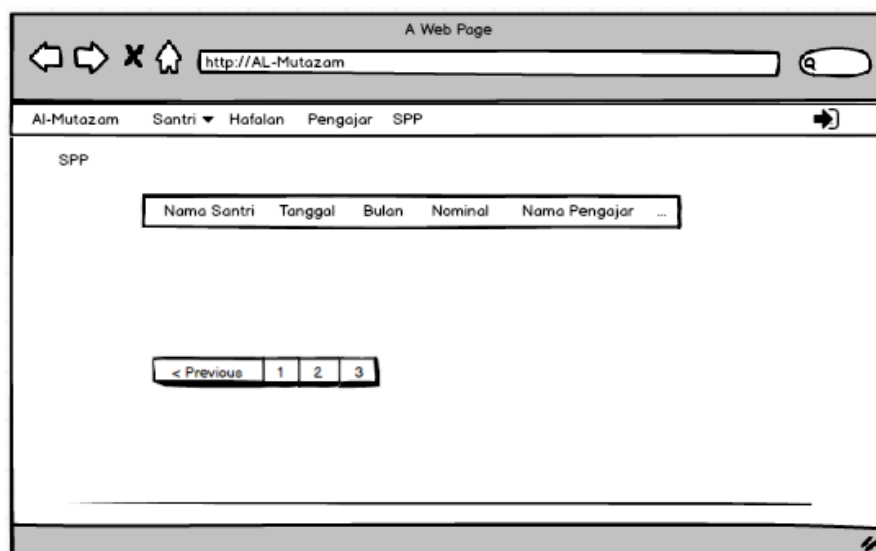 A Web Page
http://AL-Mutazam
Al-Mutazam Santri Hafalan Pengajar SPP
SPP
Nama Santri Tanggal Bulan Nominal Nama Pengajar ...
< Previous 1 2 3